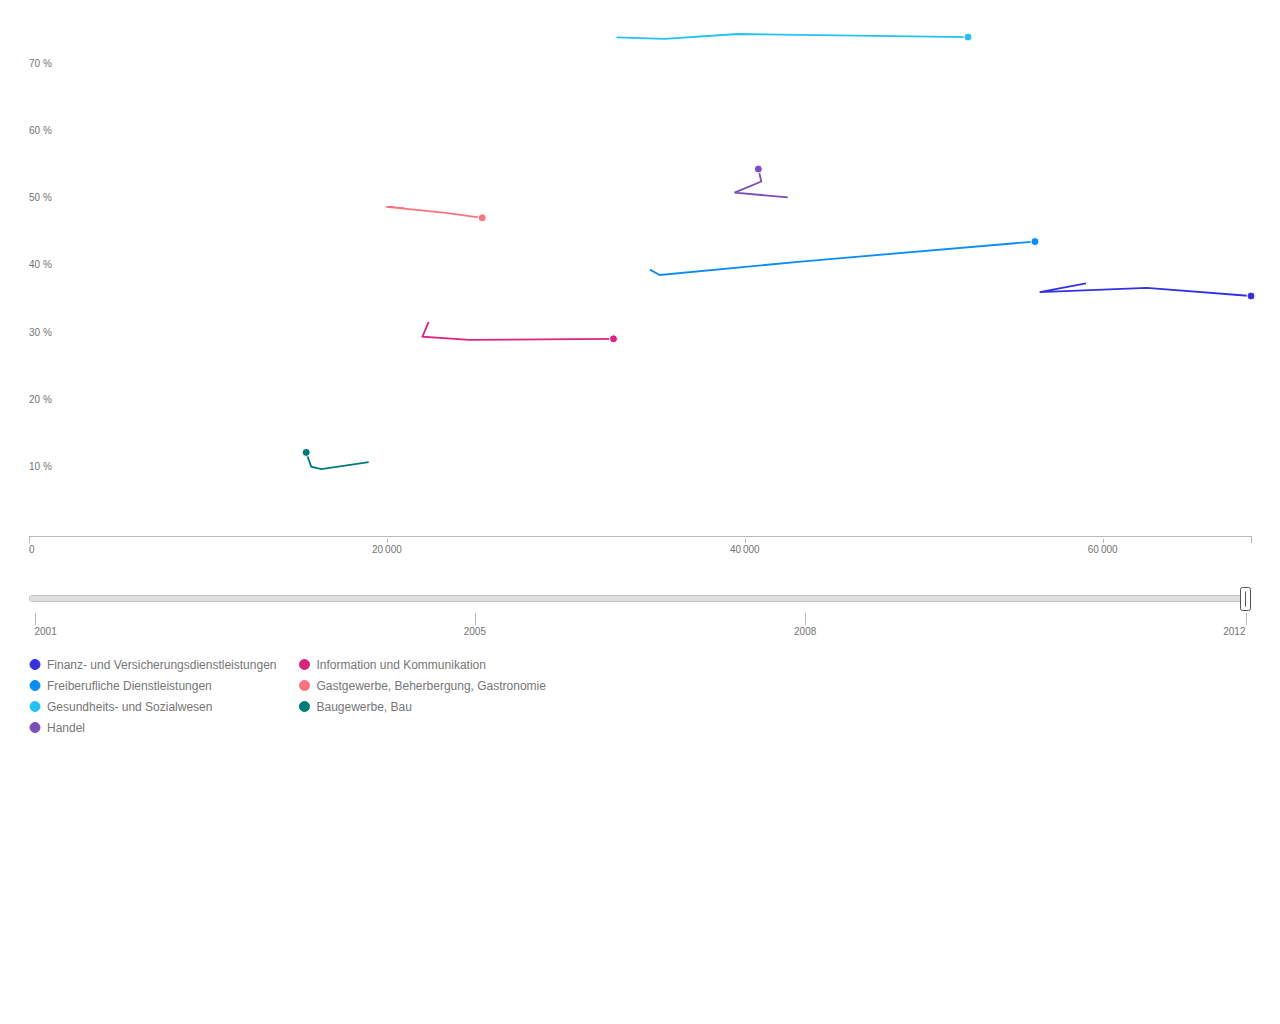 70 %
60 %
50 %
40 %
30 %
20 %
10 %
0 20 000 40 000 60 000
2001 2005 2008 2012
Finanz- und Versicherungsdienstleistungen
Freiberufliche Dienstleistungen
Gesundheits- und Sozialwesen
Handel
Information und Kommunikation
Gastgewerbe, Beherbergung, Gastronomie
Baugewerbe, Bau